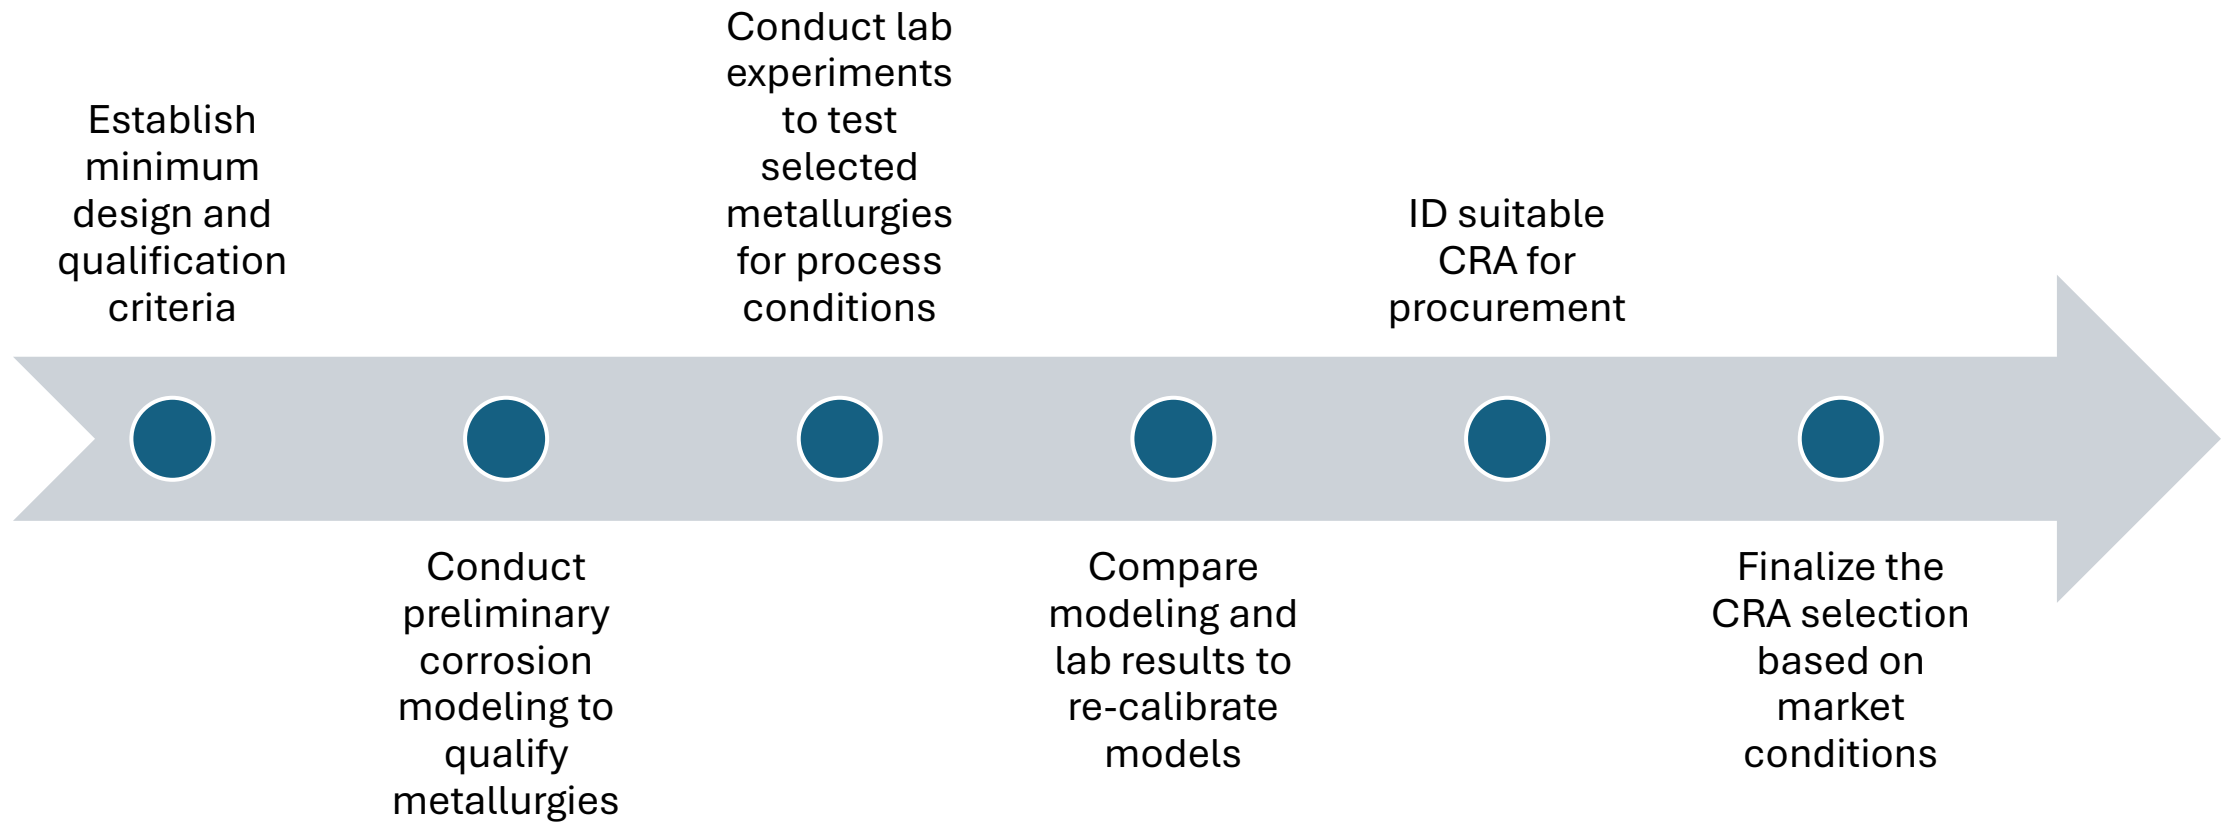 Establish
minimum
design and
qualification
criteria
Conduct
preliminary
corrosion
modeling to
qualify
metallurgies
Conduct lab
experiments
to test
selected
metallurgies
for process
conditions
Compare
modeling and
lab results to
re-calibrate
models
ID suitable
CRA for
procurement
Finalize the
CRA selection
based on
market
conditions